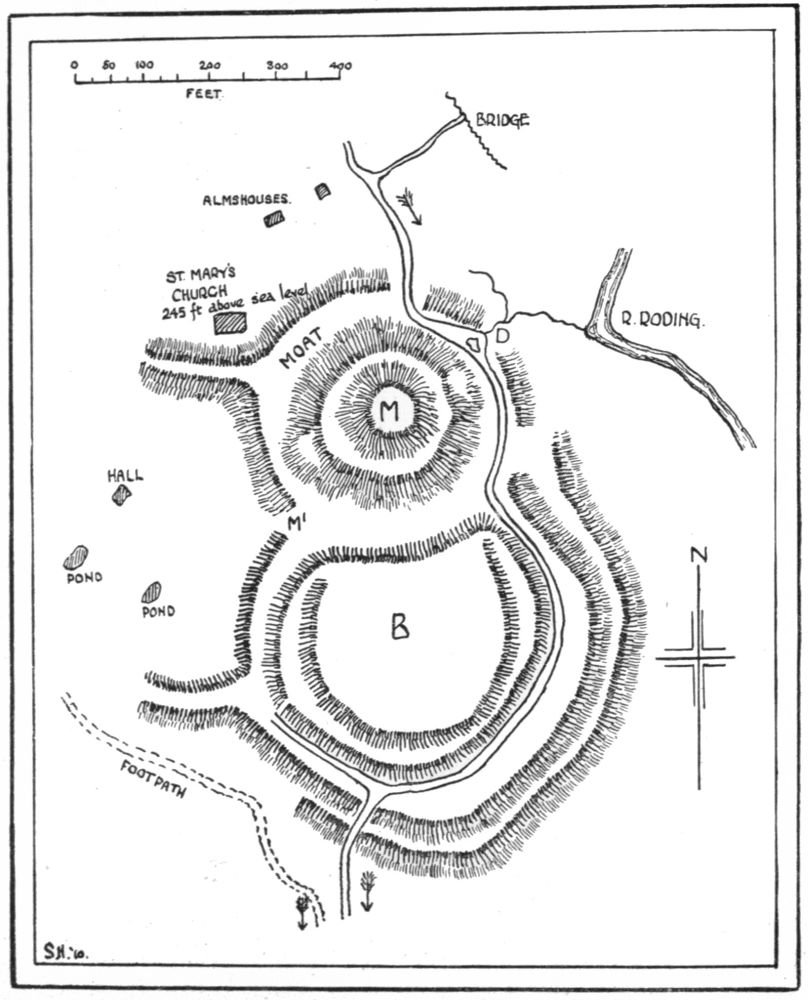 0 50 100 200 300 400
FEET.
BRIDGE
ALMSHOUSES.
ST. MARY'S
CHURCH
245 ft above sea level
R. RODING.
MOAT
D
M
HALL
M'
POND
POND
N
B
FOOTPATH
S.H.'10.